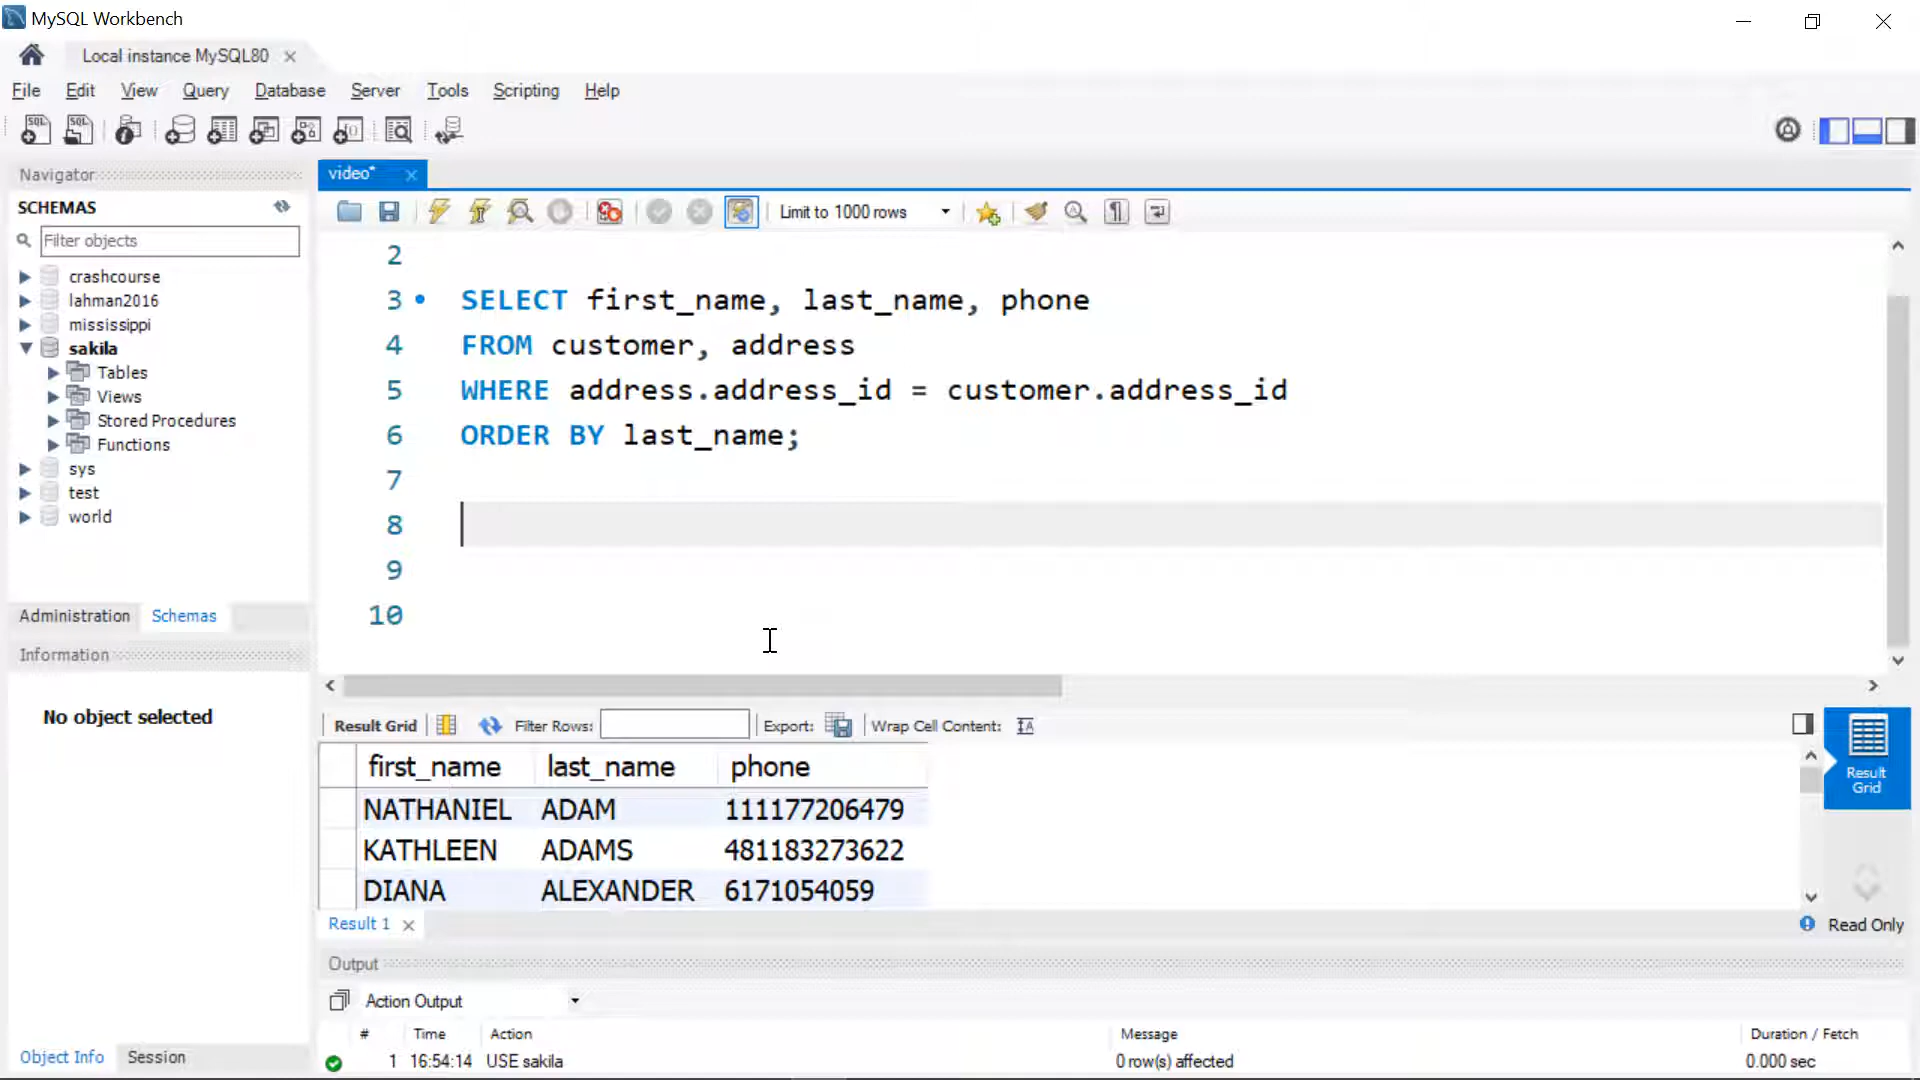 MySQL Workbench
Local instance MySQL80
File Edit View Query Database Server Tools Scripting Help
Navigator
SCHEMAS
Filter objects
crashcourse
lahman2016
mississippi
sakila
Tables
Views
Stored Procedures
Functions
sys
test
world
Administration Schemas
Information
No object selected
Object Info Session
video*
Limit to 1000 rows
2
3 SELECT first_name, last_name, phone
4 FROM customer, address
5 WHERE address.address_id = customer.address_id
6 ORDER BY last_name;
7
8
9
10
Result Grid Filter Rows: Export: Wrap Cell Content:
first_name last_name phone
NATHANIEL ADAM 111177206479
KATHLEEN ADAMS 481183273622
DIANA ALEXANDER 6171054059
Result Grid
Result 1 Read Only
Output
Action Output
# Time Action Message Duration / Fetch
1 16:54:14 USE sakila 0 row(s) affected 0.000 sec